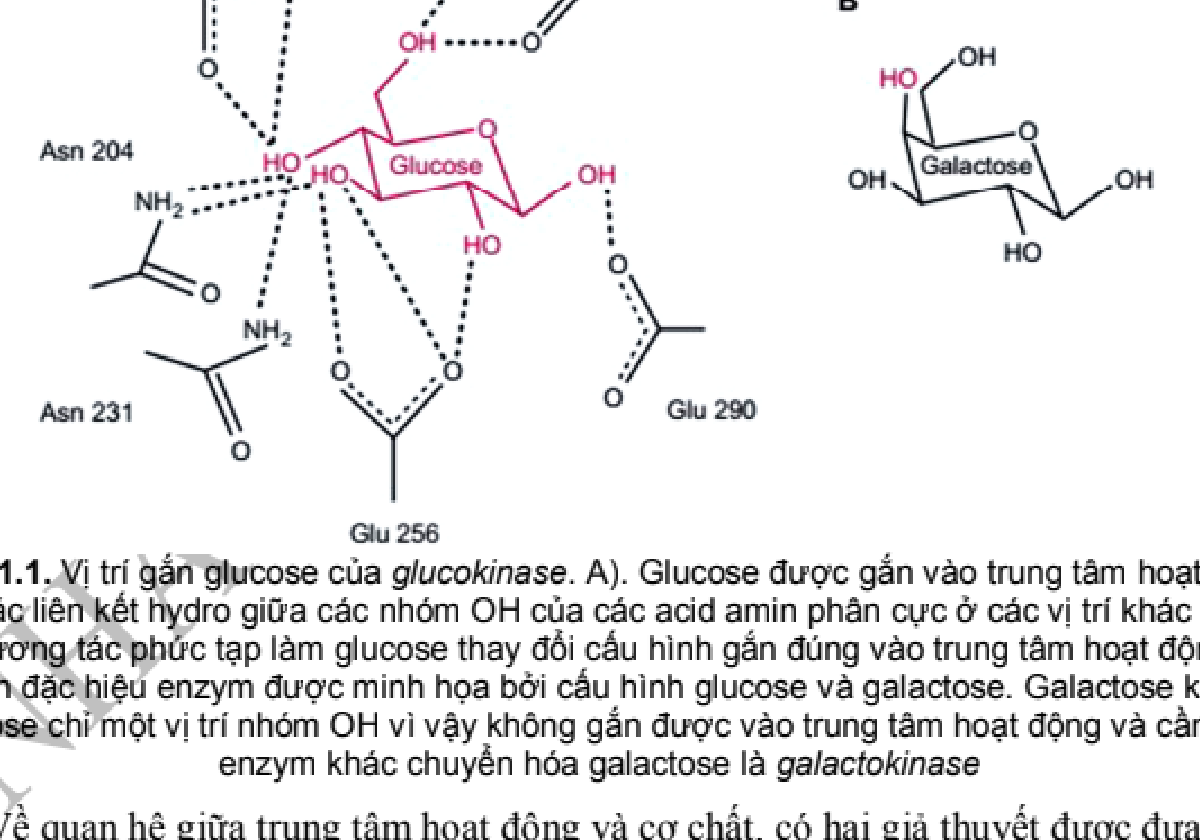 B
OH
O
O
OH
HO
O
O
Asn 204
HO
HO
Glucose
OH
Galactose
OH
OH
NH2
HO
HO
O
O
NH2
O
O
O
Asn 231
Glu 290
O
Glu 256
1.1. Vị trí gắn glucose của glucokinase. A). Glucose được gắn vào trung tâm hoạt
liên kết hydro giữa các nhóm OH của các acid amin phân cực ở các vị trí khác
tác phức tạp làm glucose thay đổi cấu hình gắn đúng vào trung tâm hoạt
đặc hiệu enzym được minh họa bởi cấu hình glucose và galactose. Galactose
chỉ một vị trí nhóm OH vì vậy không gắn được vào trung tâm hoạt động và
enzym khác chuyển hóa galactose là galactokinase
Về quan hệ giữa trung tâm hoạt động và cơ chất, có hai giả thuyết được